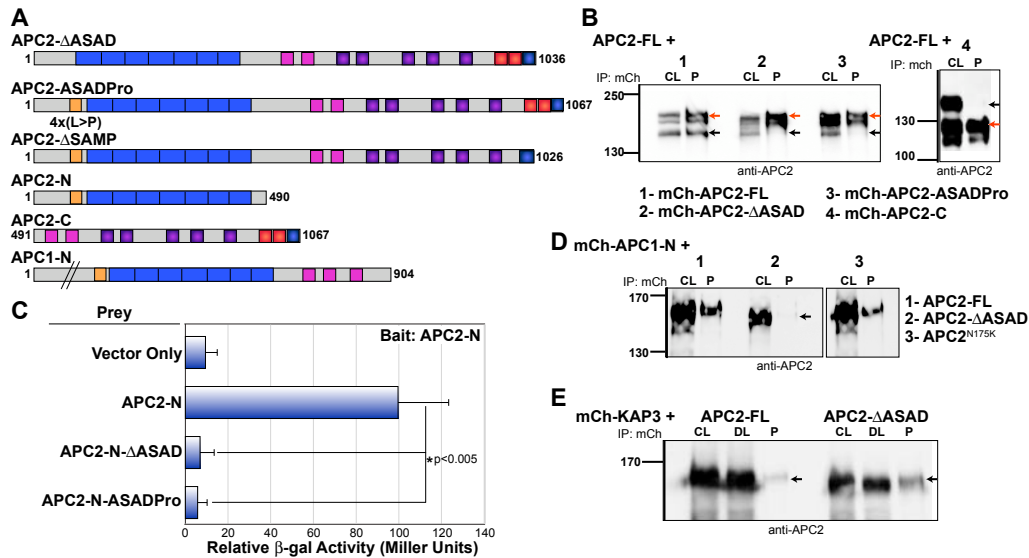 A
APC2-ΔASAD
1 1036
APC2-ASADPro
1 1067
4x(L>P)
APC2-ΔSAMP
1 1026
APC2-N
1 490
APC2-C
491 1067
APC1-N
1 904
B
APC2-FL +
1 2 3
IP: mCh CL P CL P CL P
250
130
anti-APC2
APC2-FL +
4
IP: mch CL P
130
100
anti-APC2
1- mCh-APC2-FL
2- mCh-APC2-ΔASAD
3- mCh-APC2-ASADPro
4- mCh-APC2-C
C
Prey
Bait: APC2-N
Vector Only
APC2-N
APC2-N-ΔASAD
APC2-N-ASADPro
*p<0.005
0 20 40 60 80 100 120 140
Relative β-gal Activity (Miller Units)
D
mCh-APC1-N +
1 2 3
IP: mCh CL P CL P CL P
170
130
anti-APC2
1- APC2-FL
2- APC2-ΔASAD
3- APC2N175K
E
mCh-KAP3 + APC2-FL APC2-ΔASAD
IP: mCh CL DL P CL DL P
170
anti-APC2